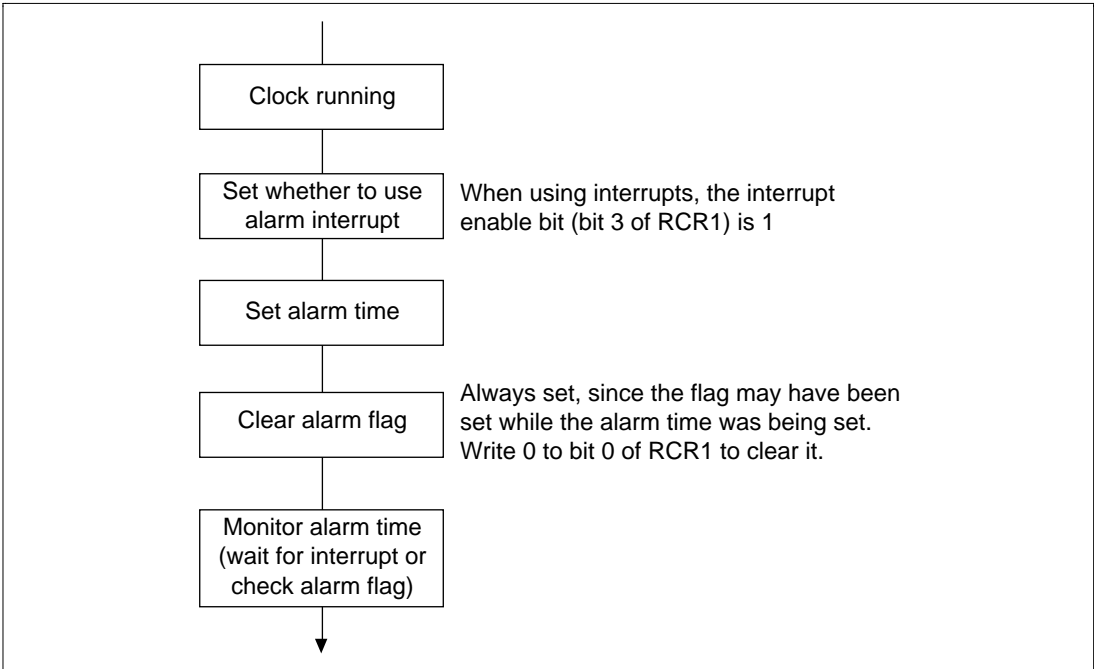 Clock running
Set whether to use
alarm interrupt
When using interrupts, the interrupt
enable bit (bit 3 of RCR1) is 1
Set alarm time
Clear alarm flag
Always set, since the flag may have been
set while the alarm time was being set.
Write 0 to bit 0 of RCR1 to clear it.
Monitor alarm time
(wait for interrupt or
check alarm flag)